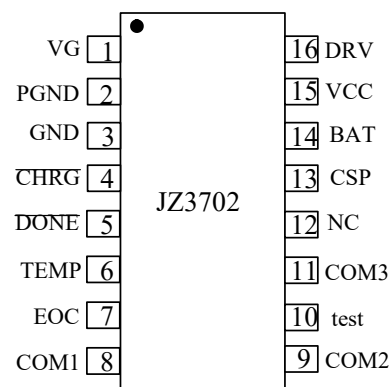 VG 1 16 DRV
PGND 2 15 VCC
GND 3 14 BAT
CHRG 4 13 CSP
JZ3702
DONE 5 12 NC
TEMP 6 11 COM3
EOC 7 10 test
COM1 8 9 COM2